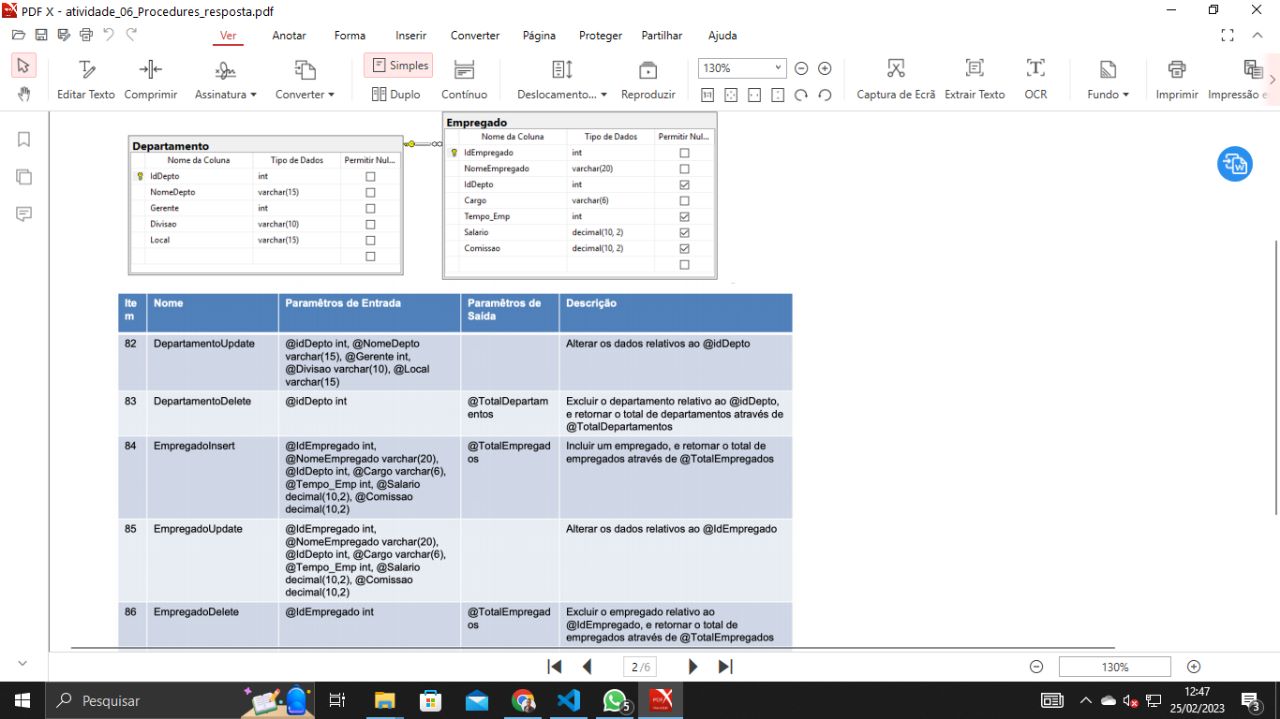 PDF X - atividade_06_Procedures_resposta.pdf
Ver Anotar Forma Inserir Converter Página Proteger Partilhar Ajuda
Simples
Duplo
Editar Texto Comprimir Assinatura Converter Contínuo Deslocamento... Reproduzir
130%
Captura de Ecrã Extrair Texto OCR Fundo Imprimir Impressão e
Departamento
Nome da Coluna Tipo de Dados Permitir Nul...
IdDepto int
NomeDepto varchar(15)
Gerente int
Divisao varchar(10)
Local varchar(15)
Empregado
Nome da Coluna Tipo de Dados Permitir Nul...
IdEmpregado int
NomeEmpregado varchar(20)
IdDepto int
Cargo varchar(6)
Tempo_Emp int
Salario decimal(10, 2)
Comissao decimal(10, 2)
Ite Nome Paramêtros de Entrada Paramêtros de Descrição
m Saída
82 DepartamentoUpdate @idDepto int, @NomeDepto Alterar os dados relativos ao @idDepto
varchar(15), @Gerente int,
@Divisao varchar(10), @Local
varchar(15)
83 DepartamentoDelete @idDepto int @TotalDepartam Excluir o departamento relativo ao @idDepto,
entos e retornar o total de departamentos através de
@TotalDepartamentos
84 EmpregadoInsert @IdEmpregado int, @TotalEmpregad Incluir um empregado, e retornar o total de
@NomeEmpregado varchar(20), os empregados através de @TotalEmpregados
@IdDepto int, @Cargo varchar(6),
@Tempo_Emp int, @Salario
decimal(10,2), @Comissao
decimal(10,2)
85 EmpregadoUpdate @IdEmpregado int, Alterar os dados relativos ao @IdEmpregado
@NomeEmpregado varchar(20),
@IdDepto int, @Cargo varchar(6),
@Tempo_Emp int, @Salario
decimal(10,2), @Comissao
decimal(10,2)
86 EmpregadoDelete @IdEmpregado int @TotalEmpregad Excluir o empregado relativo ao
os @IdEmpregado, e retornar o total de
empregados através de @TotalEmpregados
2/6 130%
Pesquisar
5
12:47
25/02/2023
3